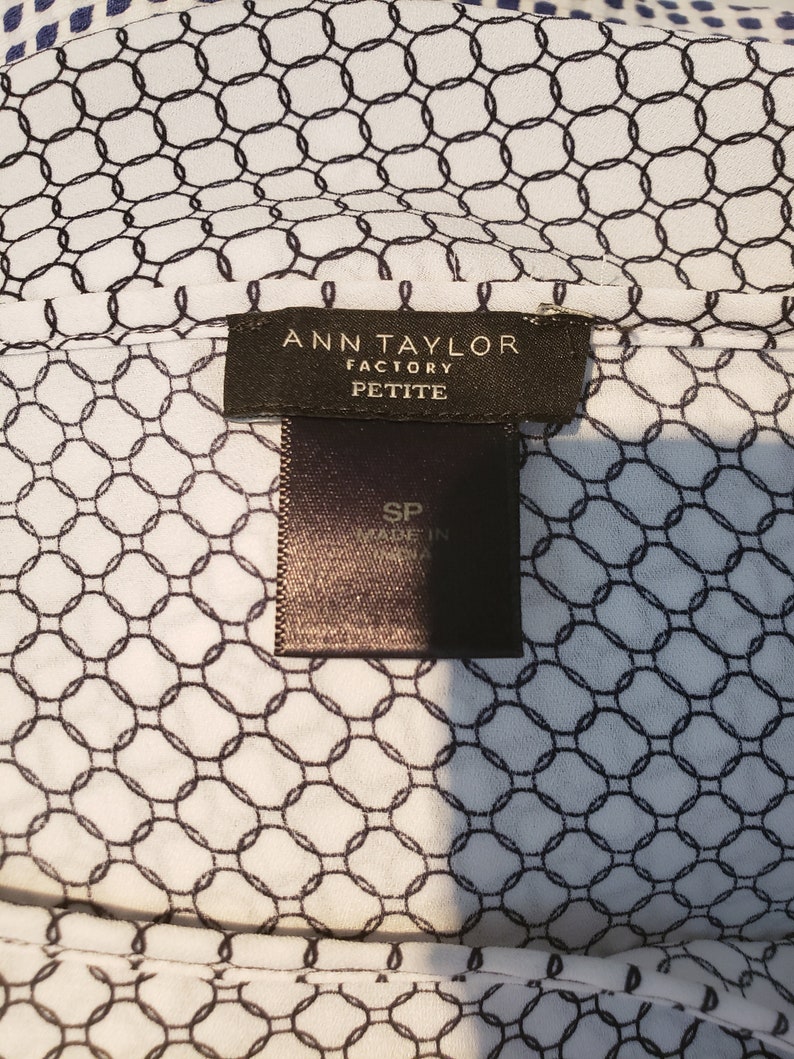 ANN TAYLOR
FACTORY
PETITE
SP
MADE IN